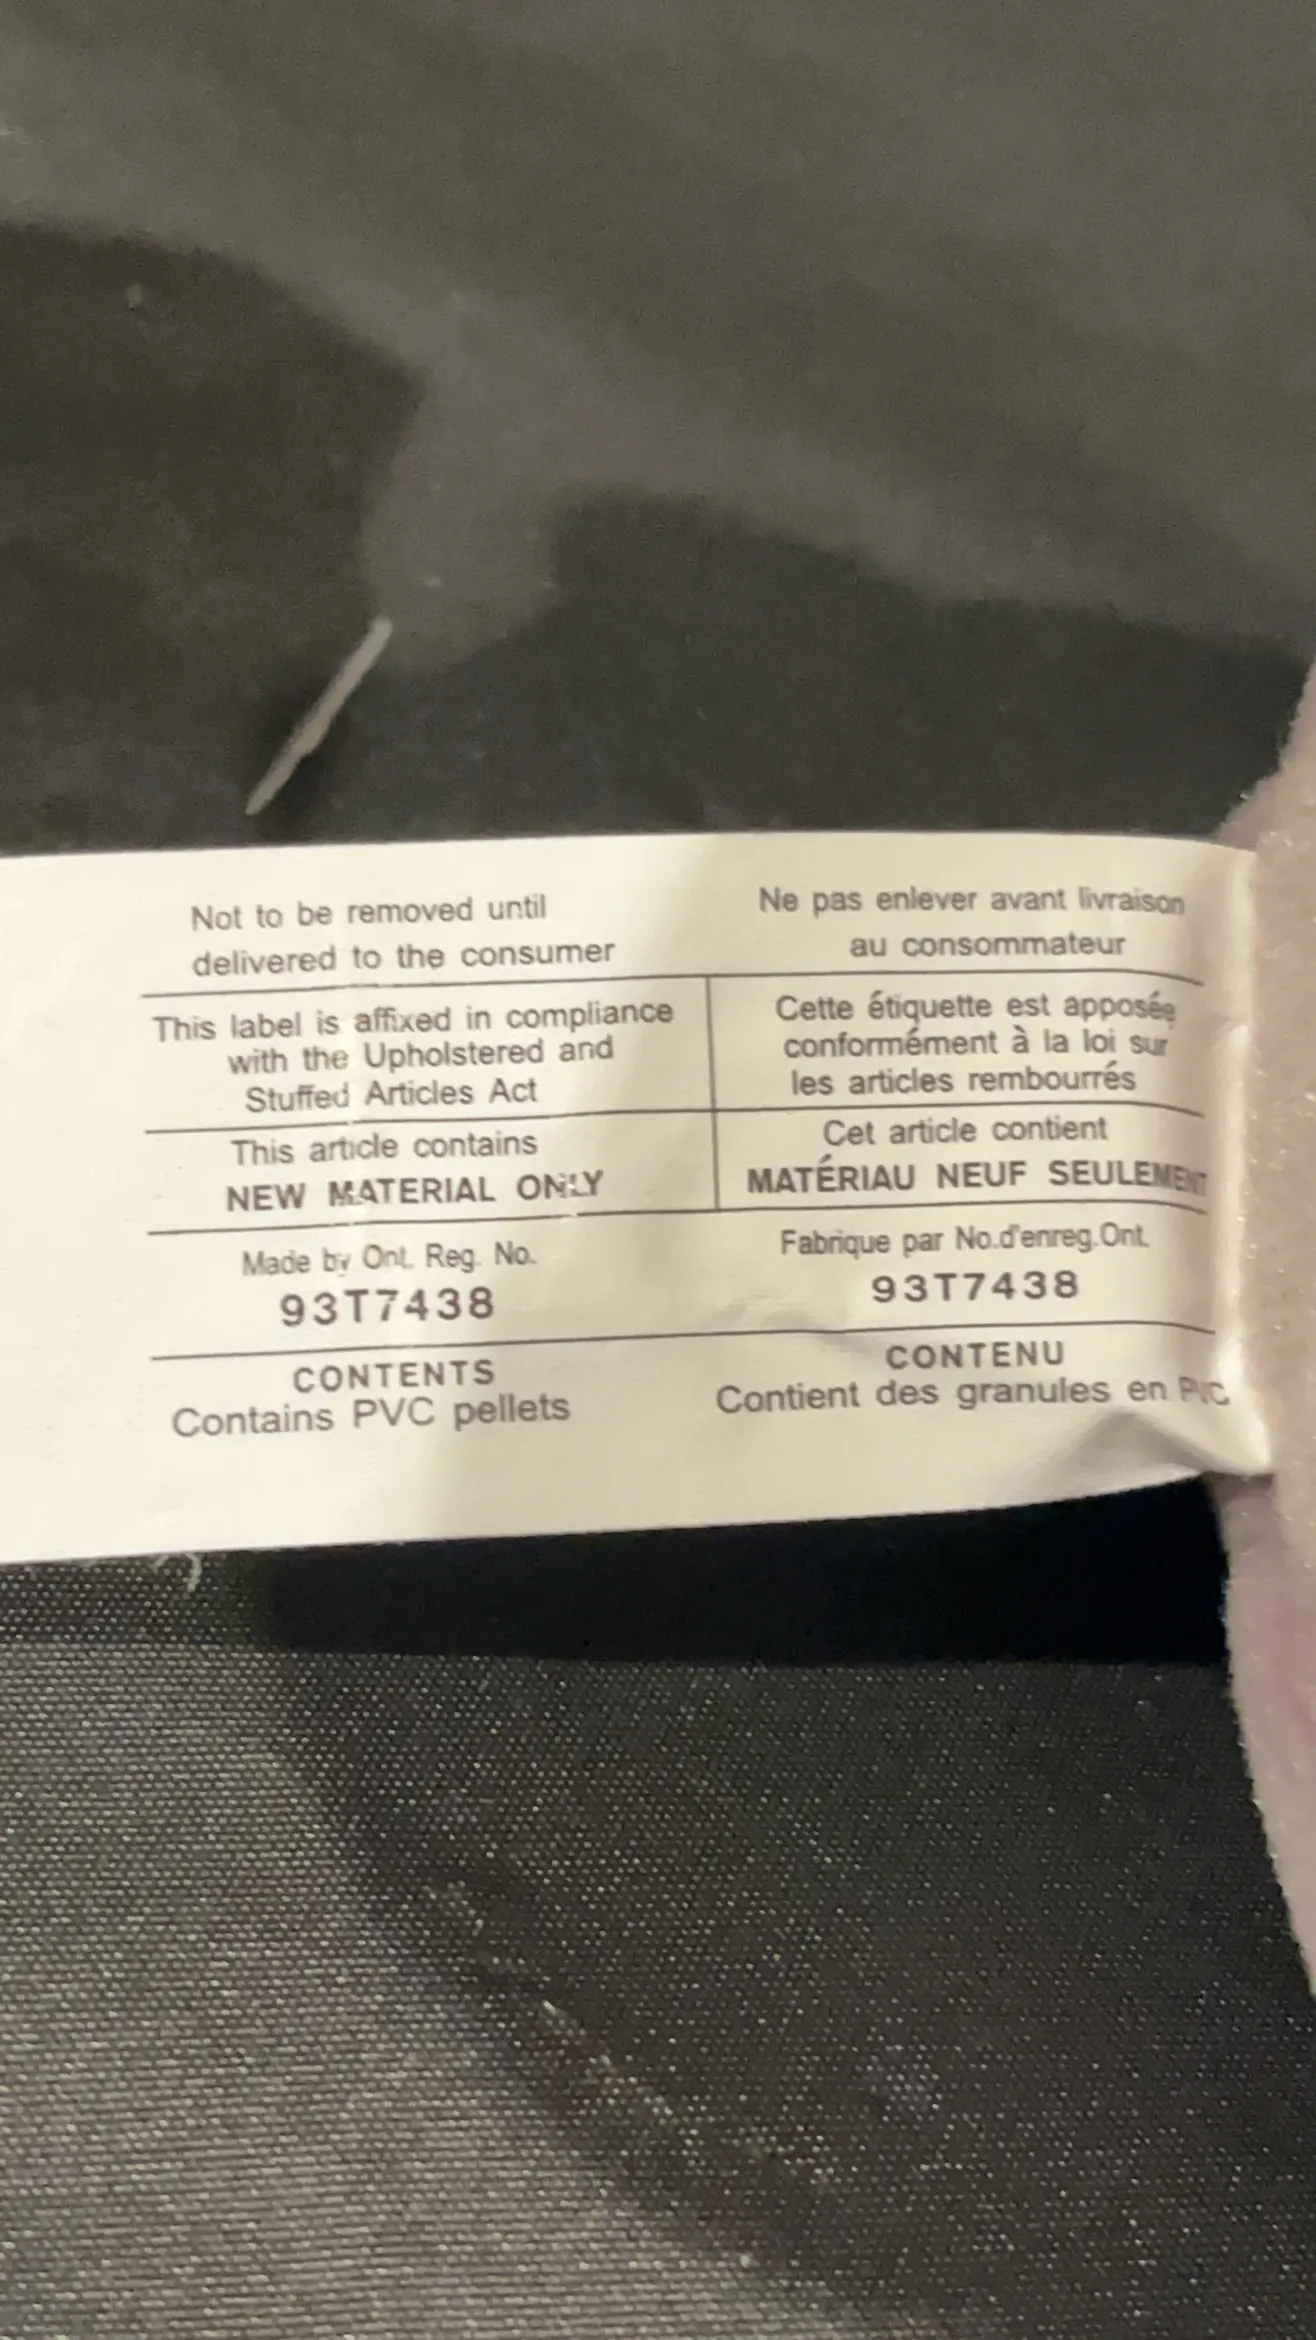 Not to be removed until
delivered to the consumer
Ne pas enlever avant livraison
au consommateur
This label is affixed in compliance
with the Upholstered and
Stuffed Articles Act
Cette étiquette est apposée
conformément à la loi sur
les articles rembourrés
This article contains
NEW MATERIAL ONLY
Cet article contient
MATÉRIAU NEUF SEULEMENT
Made by Ont. Reg. No.
93T7438
Fabrique par No.d'enreg.Ont.
93T7438
CONTENTS
Contains PVC pellets
CONTENU
Contient des granules en PVC